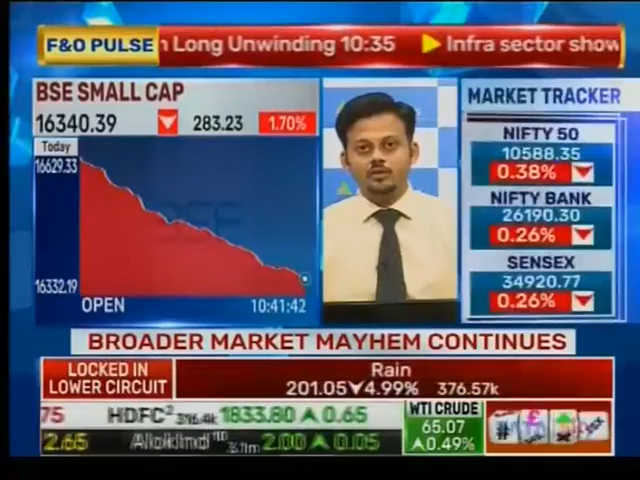 F&O PULSE
Long Unwinding 10:35
Infra sector show
BSE SMALL CAP
16340.39
283.23
1.70%
Today
16629.33
16332.19
BSE
OPEN
10:41:42
MARKET TRACKER
NIFTY 50
10588.35
0.38%
NIFTY BANK
26190.30
0.26%
SENSEX
34920.77
0.26%
BROADER MARKET MAYHEM CONTINUES
LOCKED IN
LOWER CIRCUIT
Rain
201.05▼4.99% 376.57k
75 HDFC² 1833.80▲0.65
2.65 2.00▲0.05
WTI CRUDE
65.07
▲0.49%